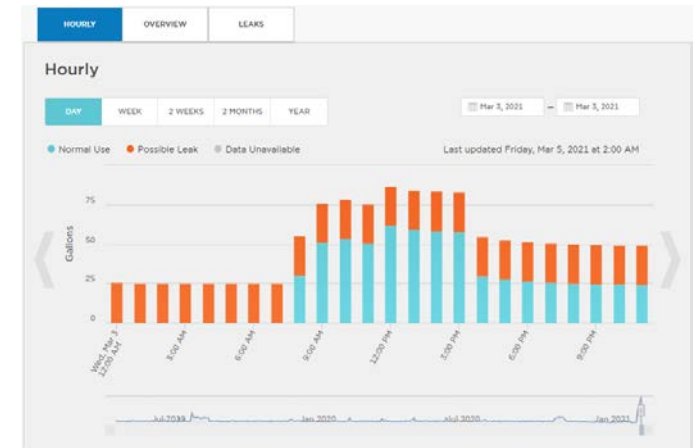 HOURLY OVERVIEW LEAKS
Hourly
DAY WEEK 2 WEEKS 2 MONTHS YEAR
Mar 3, 2021 – Mar 3, 2021
Normal Use Possible Leak Data Unavailable
Last updated Friday, Mar 5, 2021 at 2:00 AM
Gallons
75
50
25
0
Wed, Mar 3
12:00 AM
3:00 AM
6:00 AM
9:00 AM
12:00 PM
3:00 PM
6:00 PM
9:00 PM
Jul 2019 Jan 2020 Jul 2020 Jan 2021